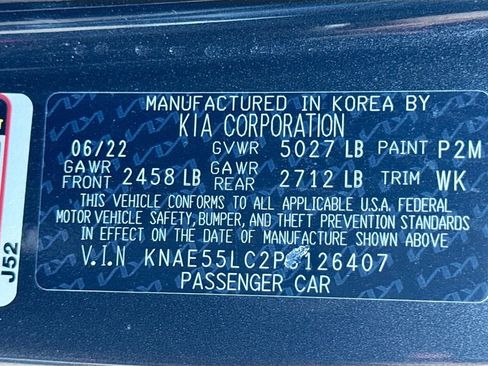 MANUFACTURED IN KOREA BY
KIA CORPORATION
06/22 GVWR 5027 LB PAINT P2M
GAWR FRONT 2458 LB GAWR REAR 2712 LB TRIM WK
THIS VEHICLE CONFORMS TO ALL APPLICABLE U.S.A. FEDERAL
MOTOR VEHICLE SAFETY, BUMPER, AND THEFT PREVENTION STANDARDS
IN EFFECT ON THE DATE OF MANUFACTURE SHOWN ABOVE
V.I.N
PASSENGER CAR
J52